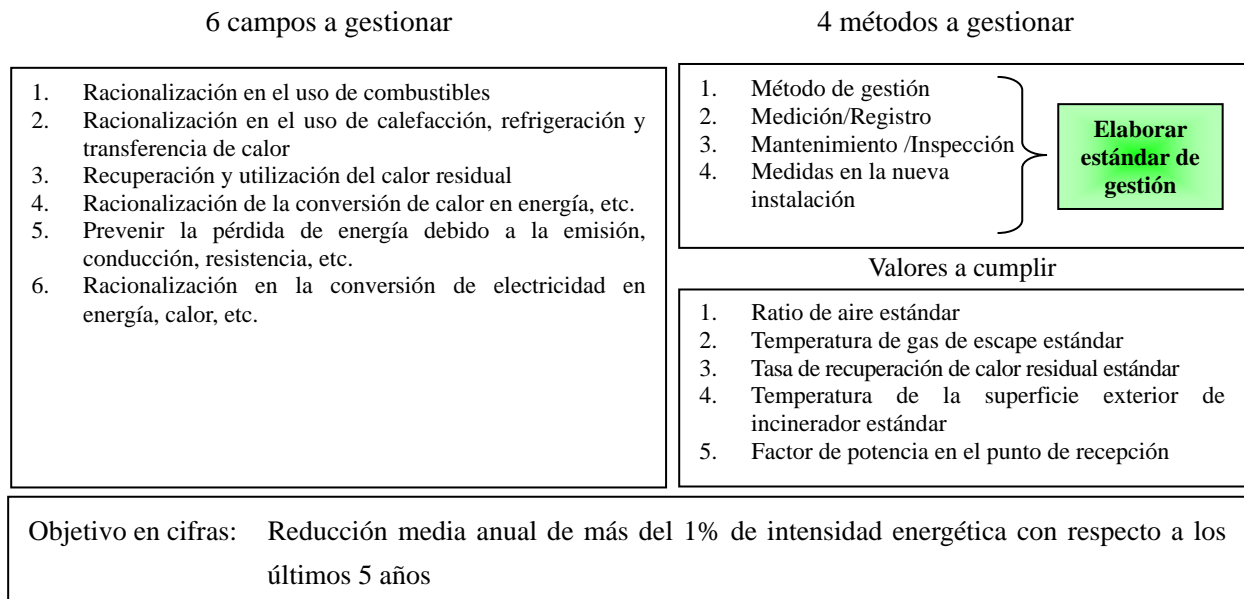 6 campos a gestionar
1. Racionalización en el uso de combustibles
2. Racionalización en el uso de calefacción, refrigeración y
transferencia de calor
3. Recuperación y utilización del calor residual
4. Racionalización de la conversión de calor en energía, etc.
5. Prevenir la pérdida de energía debido a la emisión,
conducción, resistencia, etc.
6. Racionalización en la conversión de electricidad en
energía, calor, etc.
4 métodos a gestionar
1. Método de gestión
2. Medición/Registro
3. Mantenimiento /Inspección
4. Medidas en la nueva
instalación
Elaborar
estándar de
gestión
Valores a cumplir
1. Ratio de aire estándar
2. Temperatura de gas de escape estándar
3. Tasa de recuperación de calor residual estándar
4. Temperatura de la superficie exterior de
incinerador estándar
5. Factor de potencia en el punto de recepción
Objetivo en cifras: Reducción media anual de más del 1% de intensidad energética con respecto a los
últimos 5 años